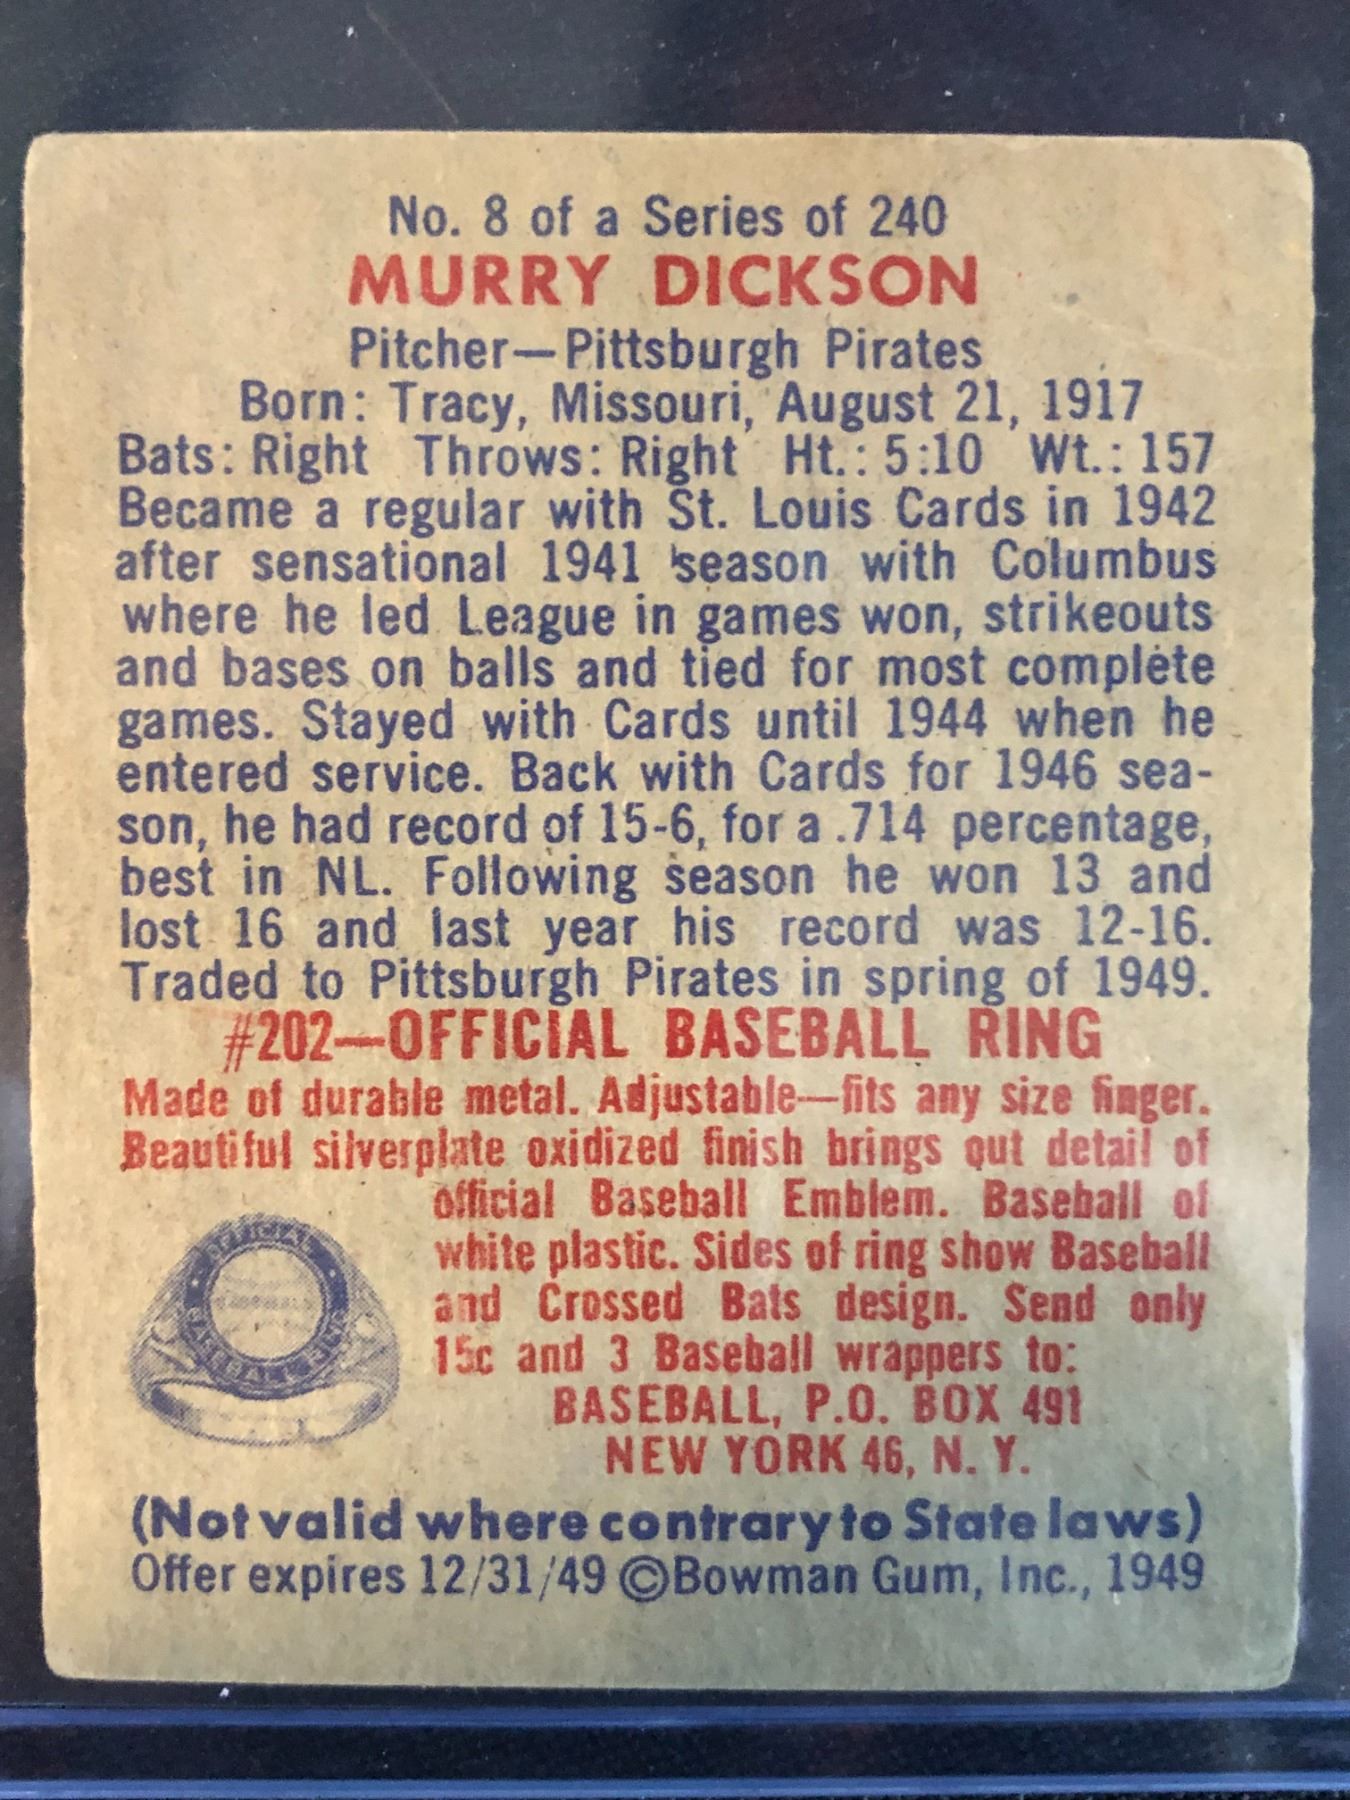 No. 8 of a Series of 240
MURRY DICKSON
Pitcher—Pittsburgh Pirates
Born: Tracy, Missouri, August 21, 1917
Bats: Right Throws: Right Ht.: 5:10 Wt.: 157
Became a regular with St. Louis Cards in 1942
after sensational 1941 season with Columbus
where he led League in games won, strikeouts
and bases on balls and tied for most complete
games. Stayed with Cards until 1944 when he
entered service. Back with Cards for 1946 sea-
son, he had record of 15-6, for a .714 percentage,
best in NL. Following season he won 13 and
lost 16 and last year his record was 12-16.
Traded to Pittsburgh Pirates in spring of 1949.
#202—OFFICIAL BASEBALL RING
Made of durable metal. Adjustable—fits any size finger.
Beautiful silverplate oxidized finish brings out detail of
official Baseball Emblem. Baseball of
white plastic. Sides of ring show Baseball
and Crossed Bats design. Send only
15c and 3 Baseball wrappers to:
BASEBALL, P.O. BOX 491
NEW YORK 46, N. Y.
OFFICIAL
BASEBALL RING
(Not valid where contrary to State laws)
Offer expires 12/31/49 ©Bowman Gum, Inc., 1949